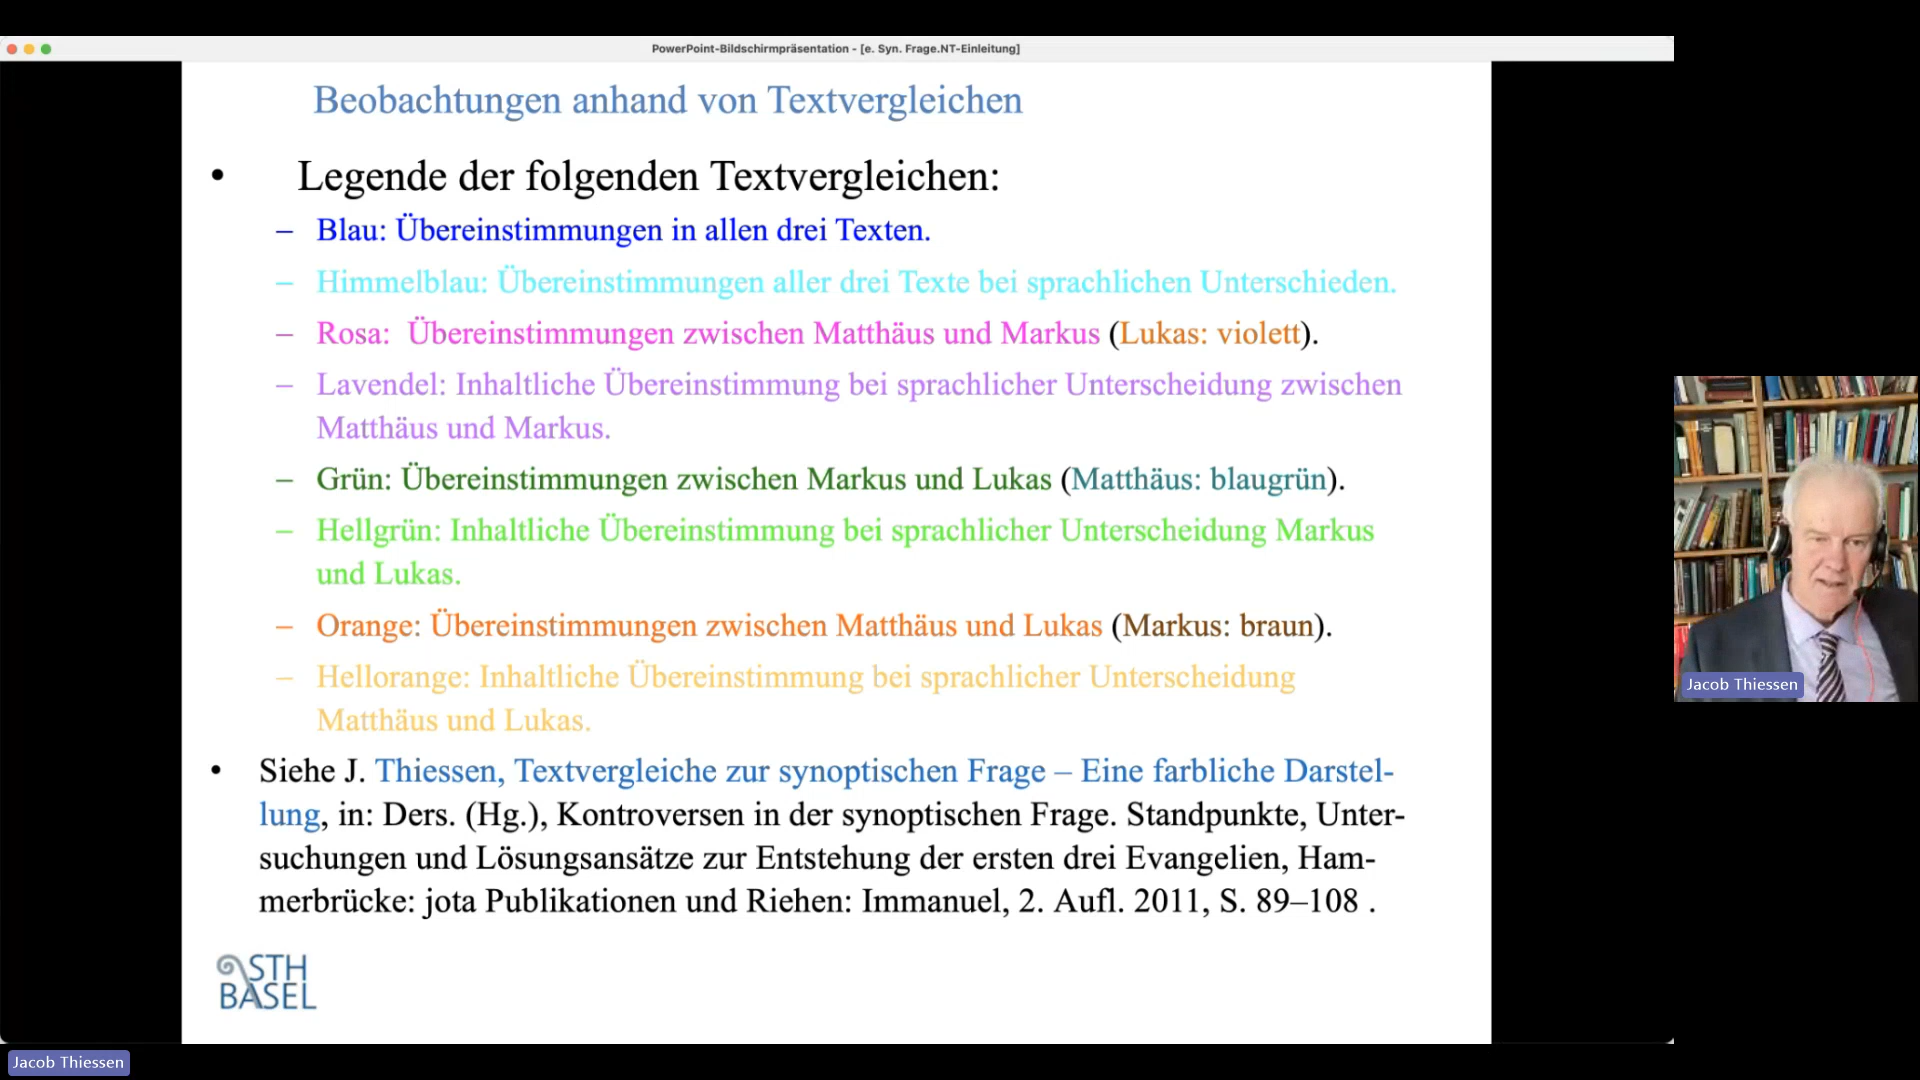 PowerPoint-Bildschirmpräsentation - [e. Syn. Frage.NT-Einleitung]
Beobachtungen anhand von Textvergleichen
• Legende der folgenden Textvergleichen:
– Blau: Übereinstimmungen in allen drei Texten.
– Himmelblau: Übereinstimmungen aller drei Texte bei sprachlichen Unterschieden.
– Rosa: Übereinstimmungen zwischen Matthäus und Markus (Lukas: violett).
– Lavendel: Inhaltliche Übereinstimmung bei sprachlicher Unterscheidung zwischen
Matthäus und Markus.
– Grün: Übereinstimmungen zwischen Markus und Lukas (Matthäus: blaugrün).
– Hellgrün: Inhaltliche Übereinstimmung bei sprachlicher Unterscheidung Markus
und Lukas.
– Orange: Übereinstimmungen zwischen Matthäus und Lukas (Markus: braun).
– Hellorange: Inhaltliche Übereinstimmung bei sprachlicher Unterscheidung
Matthäus und Lukas.
• Siehe J. Thiessen, Textvergleiche zur synoptischen Frage – Eine farbliche Darstel-
lung, in: Ders. (Hg.), Kontroversen in der synoptischen Frage. Standpunkte, Unter-
suchungen und Lösungsansätze zur Entstehung der ersten drei Evangelien, Ham-
merbrücke: jota Publikationen und Riehen: Immanuel, 2. Aufl. 2011, S. 89–108 .
STH
BASEL
Jacob Thiessen
Jacob Thiessen